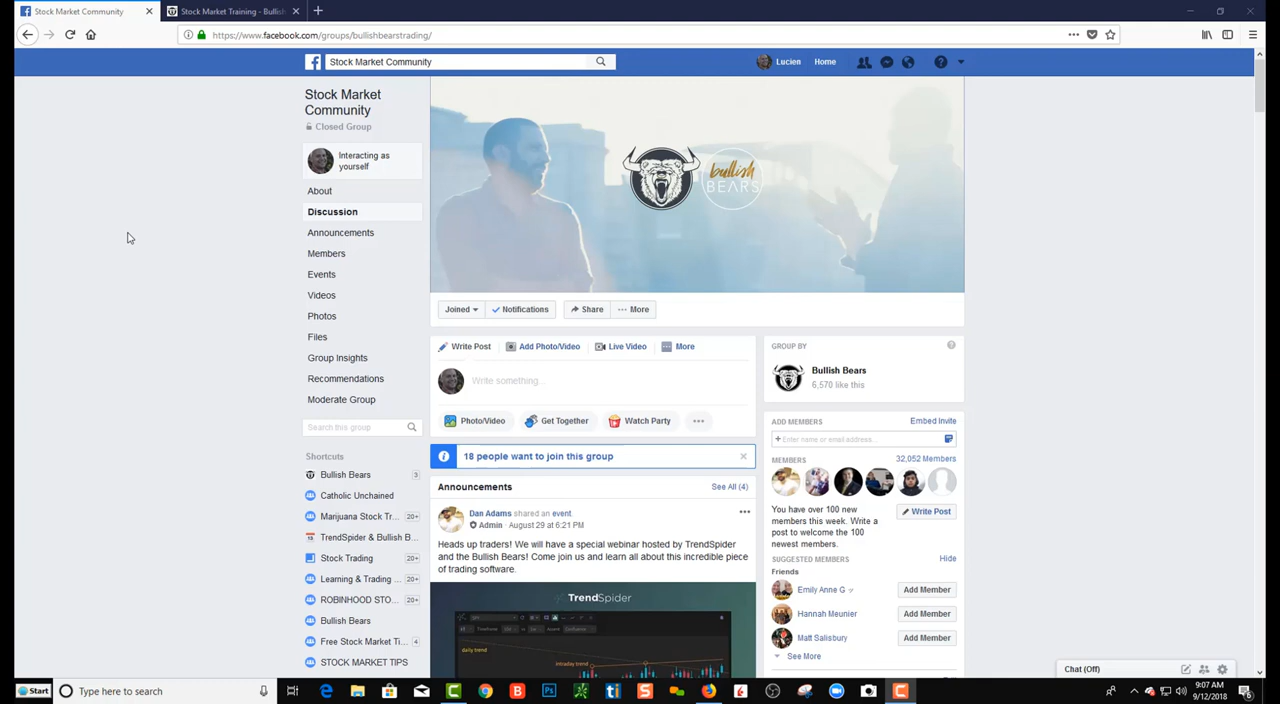 Stock Market Community
Stock Market Training - Bullish
https://www.facebook.com/groups/bullishbearstrading/
Stock Market Community
Lucien
Home
Stock Market
Community
Closed Group
Interacting as
yourself
About
Discussion
Announcements
Members
Events
Videos
Photos
Files
Group Insights
Recommendations
Moderate Group
Search this group
Shortcuts
Bullish Bears 3
Catholic Unchained
Marijuana Stock Tr... 20+
TrendSpider & Bullish B...
Stock Trading 20+
Learning & Trading ... 20+
ROBINHOOD STO... 20+
Bullish Bears
Free Stock Market Ti... 4
STOCK MARKET TIPS
bullish
BEARS
Joined
Notifications
Share
More
Write Post
Add Photo/Video
Live Video
More
Write something...
Photo/Video
Get Together
Watch Party
18 people want to join this group
Announcements
See All (4)
Dan Adams shared an event.
Admin · August 29 at 6:21 PM
Heads up traders! We will have a special webinar hosted by TrendSpider
and the Bullish Bears! Come join us and learn all about this incredible piece
of trading software.
TrendSpider
daily trend
intraday trend
GROUP BY
Bullish Bears
6,570 like this
ADD MEMBERS
Embed Invite
Enter name or email address...
MEMBERS
32,052 Members
You have over 100 new
members this week. Write a
post to welcome the 100
newest members.
Write Post
SUGGESTED MEMBERS
Hide
Friends
Emily Anne G
Add Member
Hannah Meunier
Add Member
Matt Salisbury
Add Member
See More
Chat (Off)
Start
Type here to search
9:07 AM
9/12/2018